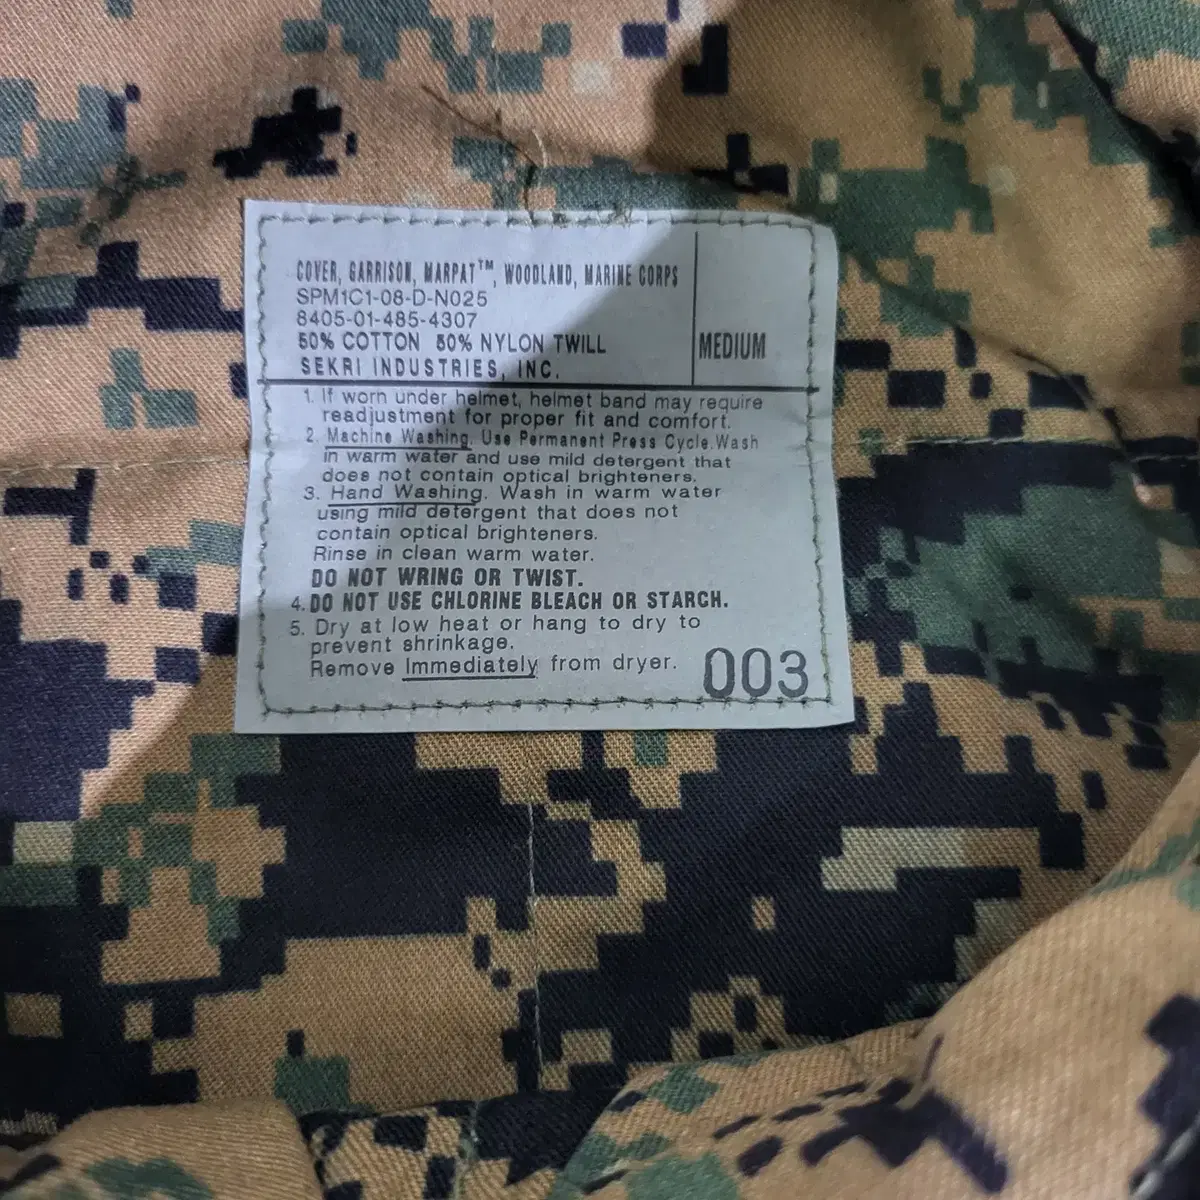 COVER, GARRISON, MARPAT™, WOODLAND, MARINE CORPS
SPM1C1-08-D-N025
8405-01-485-4307
50% COTTON 50% NYLON TWILL
SEKRI INDUSTRIES, INC.
MEDIUM
1. If worn under helmet, helmet band may require
readjustment for proper fit and comfort.
2. Machine Washing. Use Permanent Press Cycle. Wash
in warm water and use mild detergent that
does not contain optical brighteners.
3. Hand Washing. Wash in warm water
using mild detergent that does not
contain optical brighteners.
Rinse in clean warm water.
DO NOT WRING OR TWIST.
4. DO NOT USE CHLORINE BLEACH OR STARCH.
5. Dry at low heat or hang to dry to
prevent shrinkage.
Remove Immediately from dryer.
003